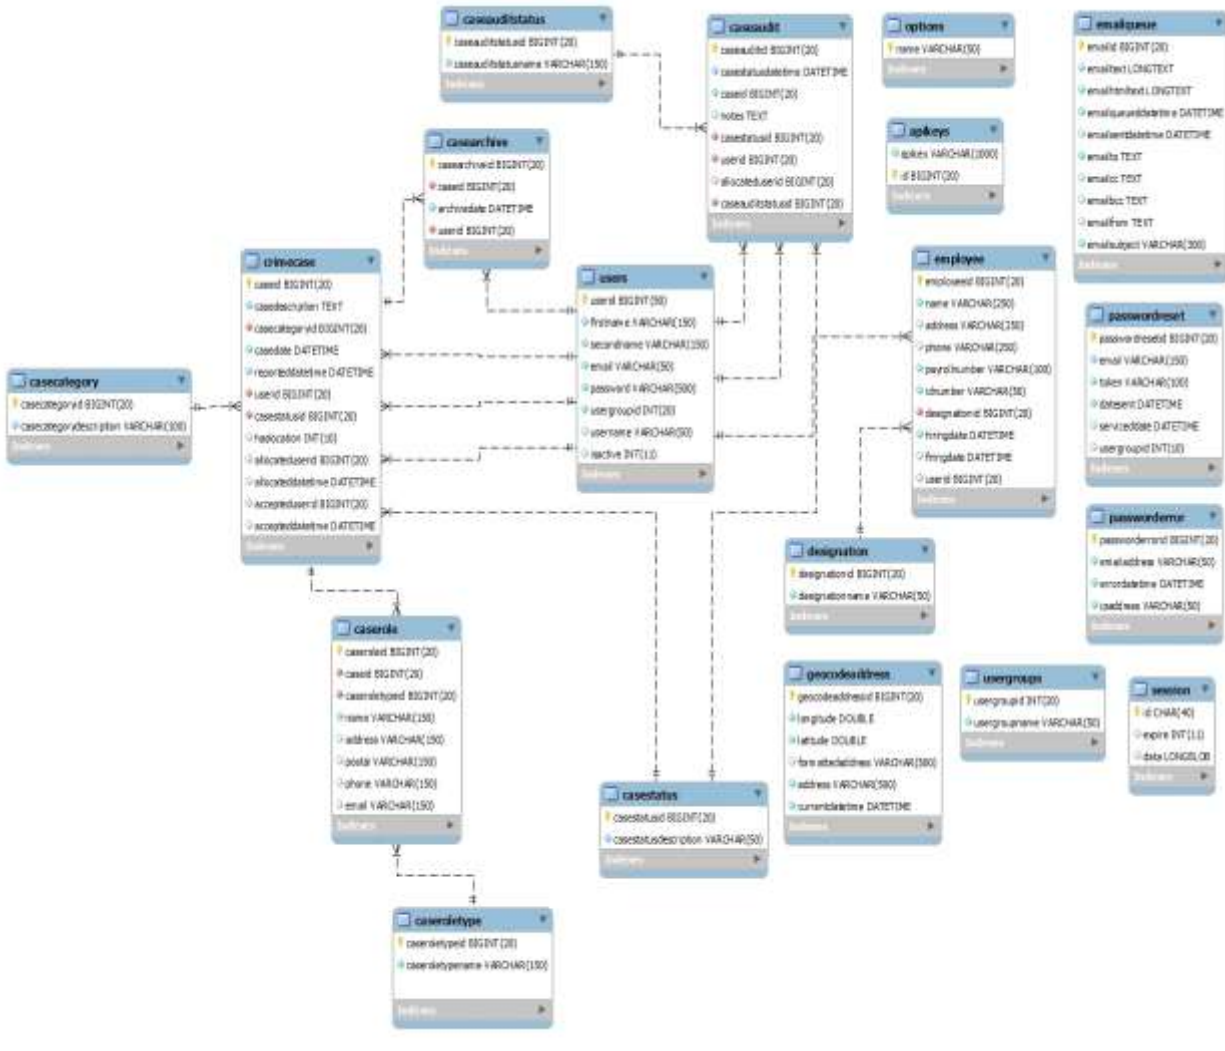 caseauditstatus
caseauditstatusid BIGINT(20)
caseauditstatusname VARCHAR(150)
Indexes
caseaudit
caseauditid BIGINT(20)
casestatusdatetime DATETIME
caseid BIGINT(20)
notes TEXT
casestatusid BIGINT(20)
userid BIGINT(20)
allocateduserid BIGINT(20)
caseauditstatusid BIGINT(20)
options
name VARCHAR(50)
Indexes
apikeys
apikey VARCHAR(1000)
id BIGINT(20)
Indexes
emailqueue
emailid BIGINT(20)
emailtext LONGTEXT
emailhtmltext LONGTEXT
emailqueueddatetime DATETIME
emailsentdatetime DATETIME
emailto TEXT
emailcc TEXT
emailbcc TEXT
emailfrom TEXT
emailsubject VARCHAR(300)
Indexes
casearchive
casearchiveid BIGINT(20)
caseid BIGINT(20)
archivedate DATETIME
userid BIGINT(20)
Indexes
crimecase
caseid BIGINT(20)
casedescription TEXT
casecategoryid BIGINT(20)
casedate DATETIME
reporteddatetime DATETIME
userid BIGINT(20)
casestatusid BIGINT(20)
haslocation INT(10)
allocateduserid BIGINT(20)
allocateddatetime DATETIME
accepteduserid BIGINT(20)
accepteddatetime DATETIME
Indexes
users
userid BIGINT(50)
firstname VARCHAR(150)
secondname VARCHAR(150)
email VARCHAR(50)
password VARCHAR(500)
usergroupid INT(20)
username VARCHAR(50)
isactive INT(11)
Indexes
employee
employeeid BIGINT(20)
name VARCHAR(250)
address VARCHAR(250)
phone VARCHAR(250)
payrolnumber VARCHAR(100)
idnumber VARCHAR(50)
designationid BIGINT(20)
hiringdate DATETIME
firingdate DATETIME
userid BIGINT(20)
Indexes
passwordreset
passwordresetid BIGINT(20)
email VARCHAR(150)
token VARCHAR(100)
datesent DATETIME
serviceddate DATETIME
usergroupid INT(10)
Indexes
casecategory
casecategoryid BIGINT(20)
casecategorydescription VARCHAR(100)
Indexes
passworderror
passworderrorid BIGINT(20)
emailaddress VARCHAR(50)
errordatetime DATETIME
ipaddress VARCHAR(50)
Indexes
designation
designationid BIGINT(20)
designationname VARCHAR(50)
Indexes
caserole
caseroleid BIGINT(20)
caseid BIGINT(20)
caseroletypeid BIGINT(20)
name VARCHAR(150)
address VARCHAR(150)
postal VARCHAR(150)
phone VARCHAR(150)
email VARCHAR(150)
Indexes
geocodeaddress
geocodeaddressid BIGINT(20)
longitude DOUBLE
latitude DOUBLE
formattedaddress VARCHAR(500)
address VARCHAR(500)
currentdatetime DATETIME
Indexes
usergroups
usergroupid INT(20)
usergroupname VARCHAR(50)
Indexes
session
id CHAR(40)
expire INT(11)
data LONGBLOB
Indexes
casestatus
casestatusid BIGINT(20)
casestatusdescription VARCHAR(50)
Indexes
caseroletype
caseroletypeid BIGINT(20)
caseroletypename VARCHAR(150)
Indexes